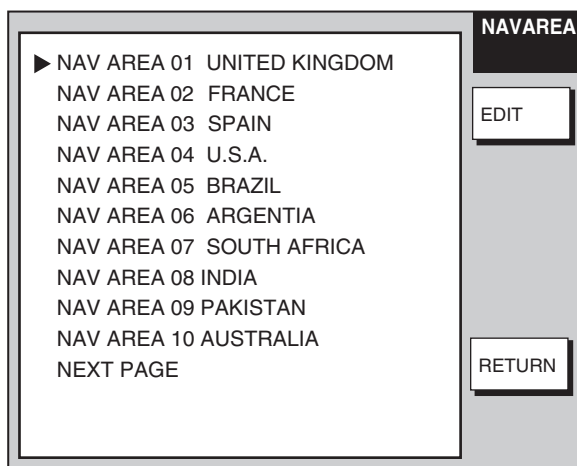 NAVAREA
NAV AREA 01 UNITED KINGDOM
NAV AREA 02 FRANCE
NAV AREA 03 SPAIN
NAV AREA 04 U.S.A.
NAV AREA 05 BRAZIL
NAV AREA 06 ARGENTIA
NAV AREA 07 SOUTH AFRICA
NAV AREA 08 INDIA
NAV AREA 09 PAKISTAN
NAV AREA 10 AUSTRALIA
NEXT PAGE
EDIT
RETURN